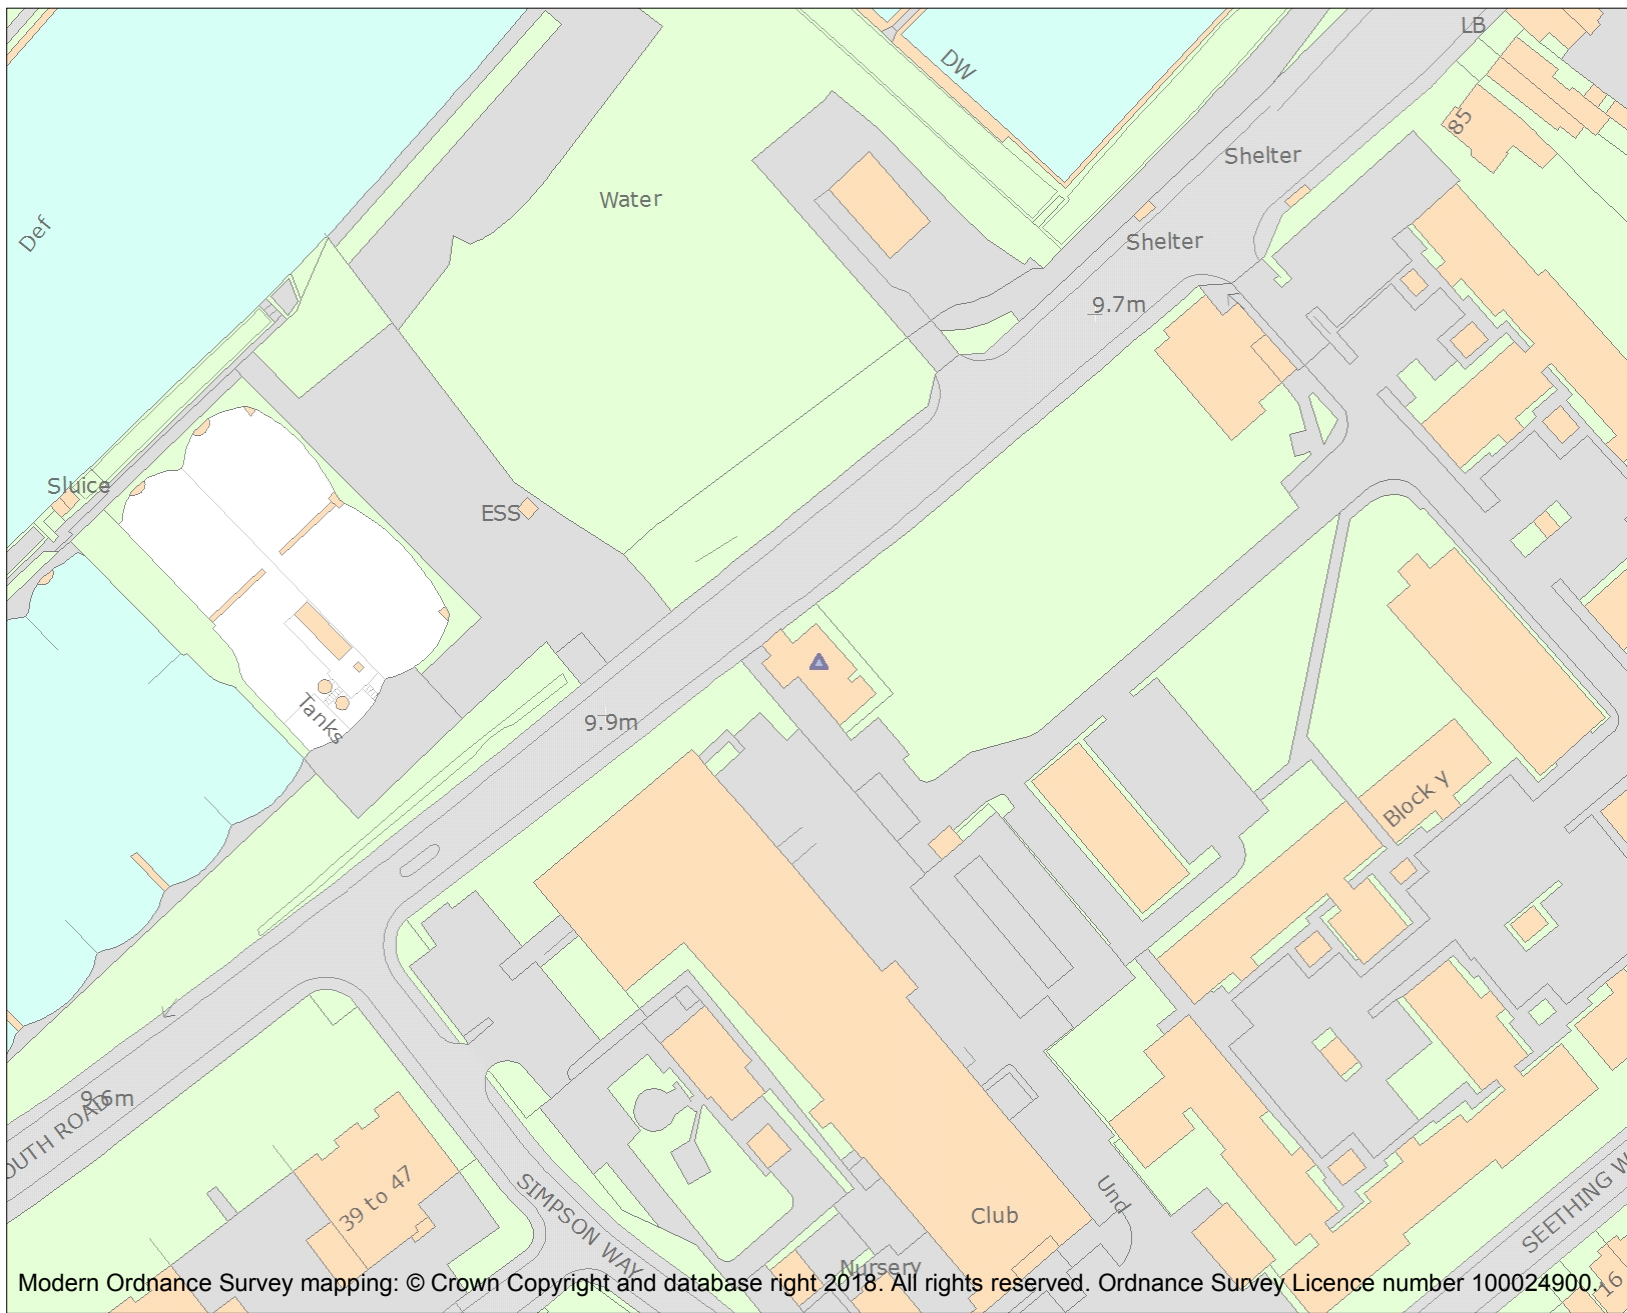 LB
DW
85
Shelter
Water
Def
Shelter
9.7m
Sluice
ESS
Tanks
9.9m
Block y
9.6m
OUTH ROAD
39 to 47
SIMPSON WAY
Und
Club
SEETHING W
Nursery
16
Modern Ordnance Survey mapping: © Crown Copyright and database right 2018. All rights reserved. Ordnance Survey Licence number 100024900.